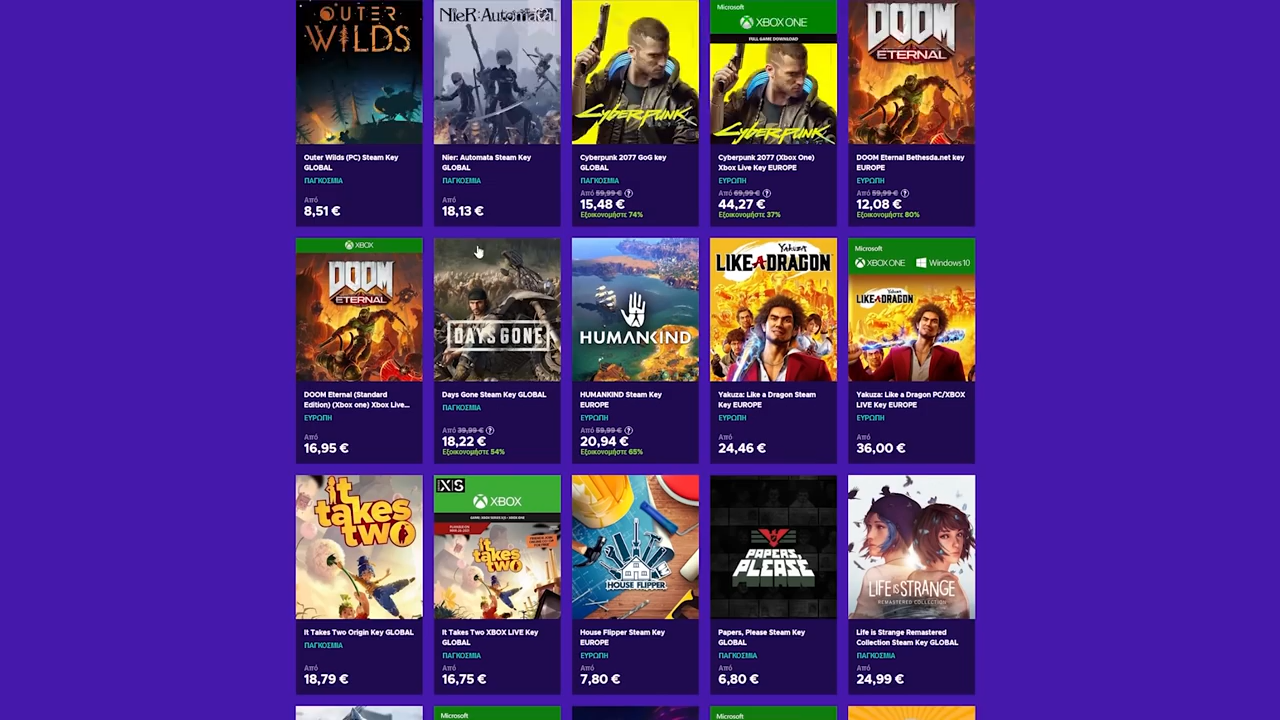 OUTER
WILDS
NieR:Automata
Cyberpunk
Microsoft
XBOX ONE
FULL GAME DOWNLOAD
Cyberpunk
DOOM
ETERNAL
Outer Wilds (PC) Steam Key
GLOBAL
ΠΑΓΚΟΣΜΙΑ
Από
8,51 €
Nier: Automata Steam Key
GLOBAL
ΠΑΓΚΟΣΜΙΑ
Από
18,13 €
Cyberpunk 2077 GoG key
GLOBAL
ΠΑΓΚΟΣΜΙΑ
Από 59,99 € ?
15,48 €
Εξοικονομήστε 74%
Cyberpunk 2077 (Xbox One)
Xbox Live Key EUROPE
ΕΥΡΩΠΗ
Από 69,99 € ?
44,27 €
Εξοικονομήστε 37%
DOOM Eternal Bethesda.net key
EUROPE
ΕΥΡΩΠΗ
Από 59,99 € ?
12,08 €
Εξοικονομήστε 80%
XBOX
DOOM
ETERNAL
DAYS GONE
HUMANKIND
Yakuza
LIKE A DRAGON
Microsoft
XBOX ONE Windows 10
Yakuza
LIKE A DRAGON
DOOM Eternal (Standard
Edition) (Xbox one) Xbox Live...
ΕΥΡΩΠΗ
Από
16,95 €
Days Gone Steam Key GLOBAL
ΠΑΓΚΟΣΜΙΑ
Από 39,99 € ?
18,22 €
Εξοικονομήστε 54%
HUMANKIND Steam Key
EUROPE
ΕΥΡΩΠΗ
Από 59,99 € ?
20,94 €
Εξοικονομήστε 65%
Yakuza: Like a Dragon Steam
Key EUROPE
ΕΥΡΩΠΗ
Από
24,46 €
Yakuza: Like a Dragon PC/XBOX
LIVE Key EUROPE
ΕΥΡΩΠΗ
Από
36,00 €
it
takes
two
X|S
XBOX
it
takes
two
HOUSE FLIPPER
PAPERS,
PLEASE
LIFE IS STRANGE
REMASTERED COLLECTION
It Takes Two Origin Key GLOBAL
ΠΑΓΚΟΣΜΙΑ
Από
18,79 €
It Takes Two XBOX LIVE Key
GLOBAL
ΠΑΓΚΟΣΜΙΑ
Από
16,75 €
House Flipper Steam Key
EUROPE
ΕΥΡΩΠΗ
Από
7,80 €
Papers, Please Steam Key
GLOBAL
ΠΑΓΚΟΣΜΙΑ
Από
6,80 €
Life is Strange Remastered
Collection Steam Key GLOBAL
ΠΑΓΚΟΣΜΙΑ
Από
24,99 €
Microsoft
Microsoft